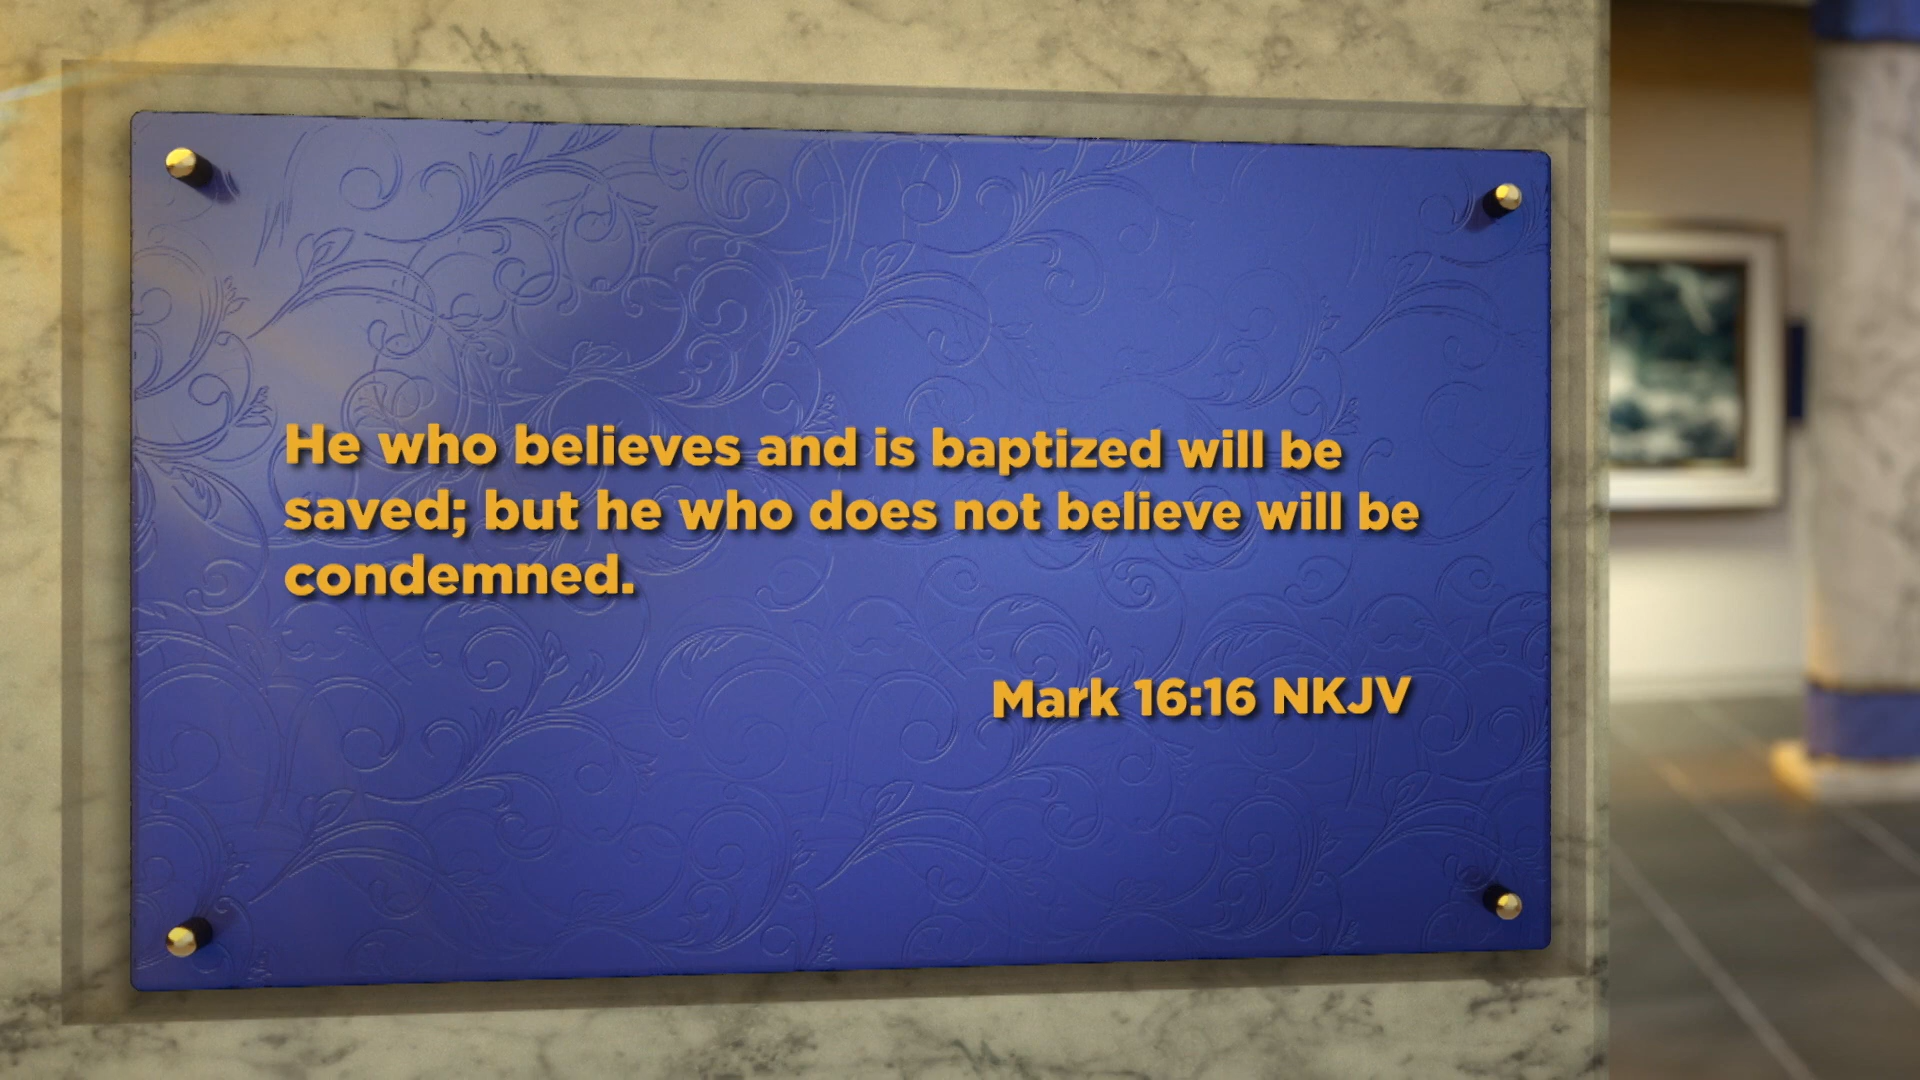 He who believes and is baptized will be
saved; but he who does not believe will be
condemned.
Mark 16:16 NKJV